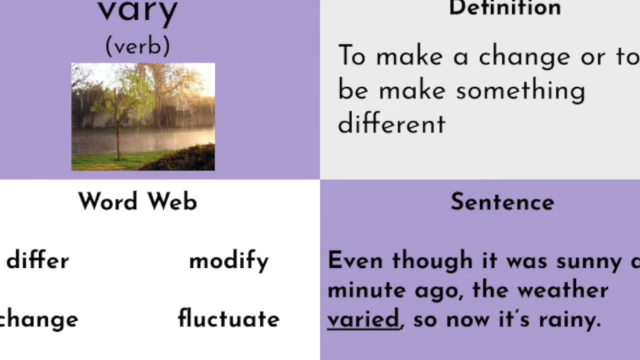 vary
(verb)
Definition
To make a change or to
be make something
different
Word Web
differ modify
change fluctuate
Sentence
Even though it was sunny a
minute ago, the weather
varied, so now it's rainy.